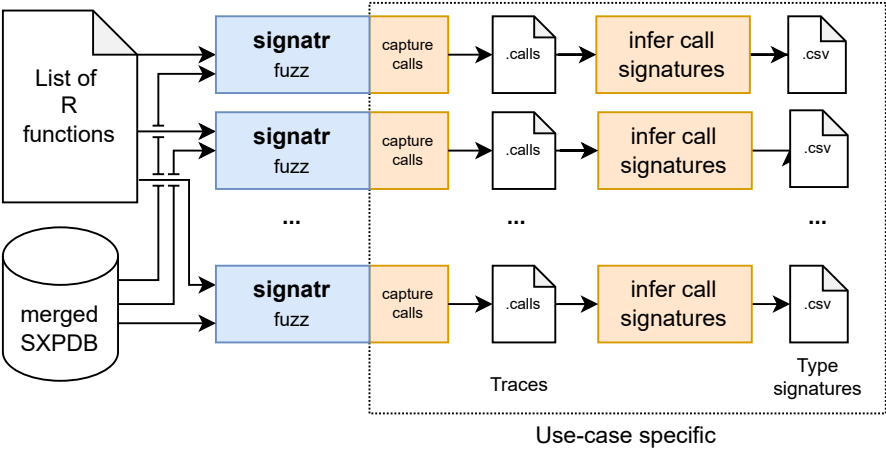 List of
R
functions
merged
SXPDB
signatr
fuzz
capture
calls
.calls
infer call
signatures
.csv
signatr
fuzz
capture
calls
.calls
infer call
signatures
.csv
...
...
...
signatr
fuzz
capture
calls
.calls
infer call
signatures
.csv
Traces
Type
signatures
Use-case specific